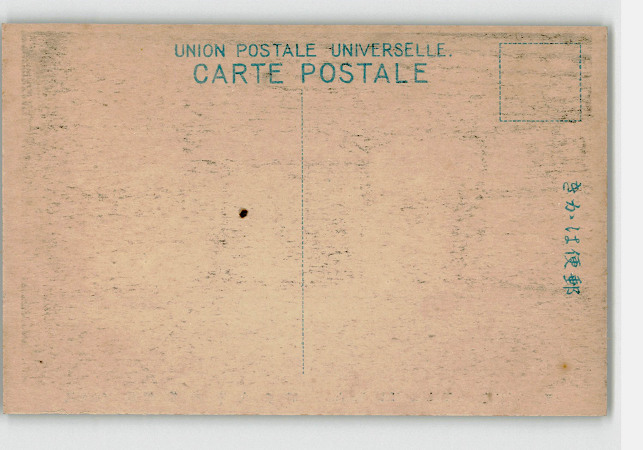 UNION POSTALE UNIVERSELLE.
CARTE POSTALE
郵便はかき